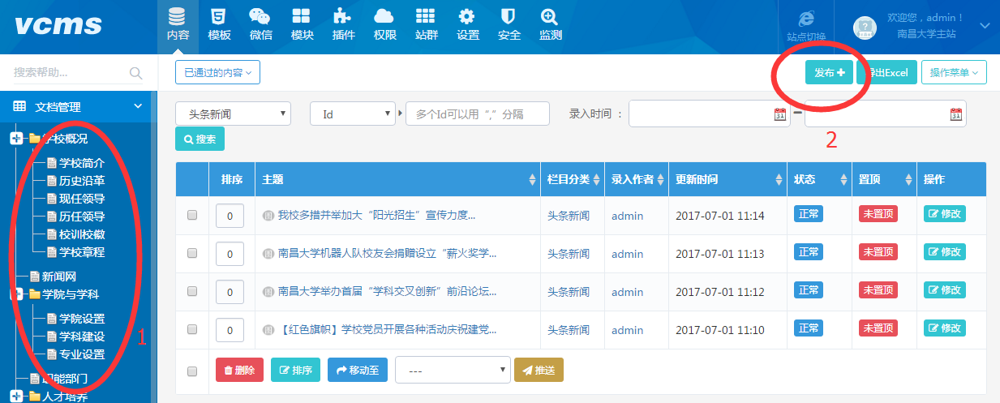 vcms
内容 模板 微信 模块 插件 权限 站群 设置 安全 监测
站点切换
欢迎您，admin！
南昌大学主站
搜索帮助...
已通过的内容
发布
导出Excel
操作菜单
文档管理
学校概况
学校简介
历史沿革
现任领导
历任领导
校训校徽
学校章程
新闻网
学院与学科
学院设置
学科建设
专业设置
职能部门
人才培养
1
头条新闻 Id 多个Id可以用“,”分隔 录入时间 :
搜索
2
排序 主题 栏目分类 录入作者 更新时间 状态 置顶 操作
0 图 我校多措并举加大“阳光招生”宣传力度... 头条新闻 admin 2017-07-01 11:14 正常 未置顶 修改
0 图 南昌大学机器人队校友会捐赠设立“薪火奖学... 头条新闻 admin 2017-07-01 11:13 正常 未置顶 修改
0 图 南昌大学举办首届“学科交叉创新”前沿论坛... 头条新闻 admin 2017-07-01 11:12 正常 未置顶 修改
0 图 【红色旗帜】学校党员开展各种活动庆祝建党... 头条新闻 admin 2017-07-01 11:10 正常 未置顶 修改
删除 排序 移动至 --- 推送